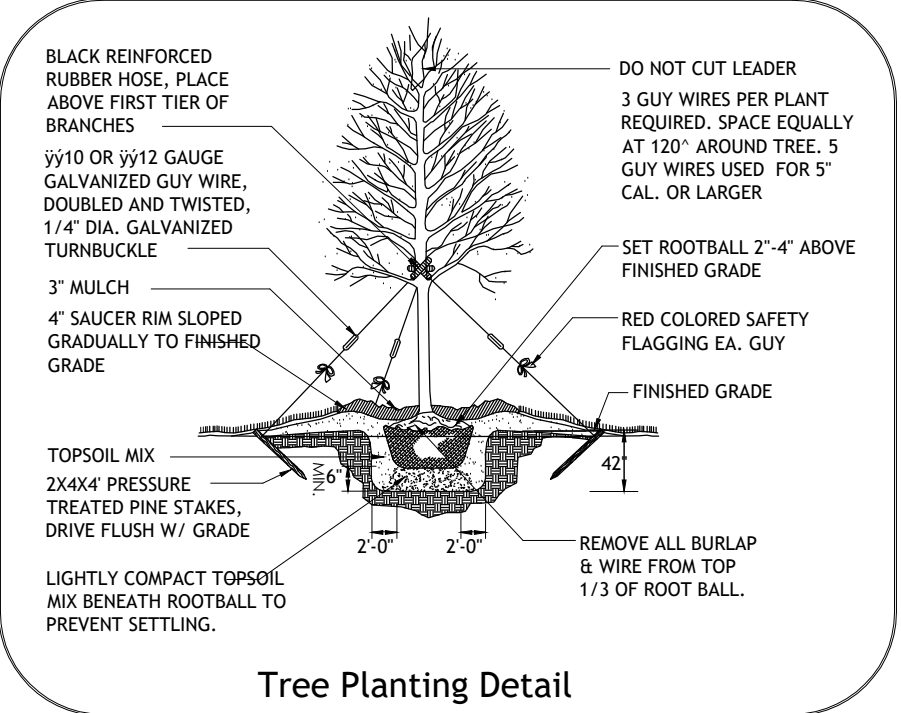 BLACK REINFORCED
RUBBER HOSE, PLACE
ABOVE FIRST TIER OF
BRANCHES
ÿý10 OR ÿý12 GAUGE
GALVANIZED GUY WIRE,
DOUBLED AND TWISTED,
1/4" DIA. GALVANIZED
TURNBUCKLE
3" MULCH
4" SAUCER RIM SLOPED
GRADUALLY TO FINISHED
GRADE
TOPSOIL MIX
2X4X4' PRESSURE
TREATED PINE STAKES,
DRIVE FLUSH W/ GRADE
LIGHTLY COMPACT TOPSOIL
MIX BENEATH ROOTBALL TO
PREVENT SETTLING.
DO NOT CUT LEADER
3 GUY WIRES PER PLANT
REQUIRED. SPACE EQUALLY
AT 120^ AROUND TREE. 5
GUY WIRES USED FOR 5"
CAL. OR LARGER
SET ROOTBALL 2"-4" ABOVE
FINISHED GRADE
RED COLORED SAFETY
FLAGGING EA. GUY
FINISHED GRADE
42"
6"
MIN.
2'-0"
2'-0"
REMOVE ALL BURLAP
& WIRE FROM TOP
1/3 OF ROOT BALL.
Tree Planting Detail